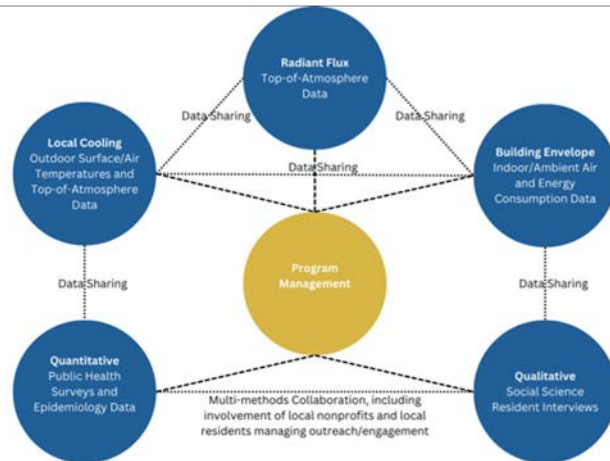 Radiant Flux
Top-of-Atmosphere
Data
Data Sharing
Data Sharing
Local Cooling
Outdoor Surface/Air
Temperatures and
Top-of-Atmosphere
Data
Data Sharing
Building Envelope
Indoor/Ambient Air
and Energy
Consumption Data
Program
Management
Data Sharing
Data Sharing
Quantitative
Public Health
Surveys and
Epidemiology Data
Multi-methods Collaboration, including
involvement of local nonprofits and local
residents managing outreach/engagement
Qualitative
Social Science
Resident Interviews